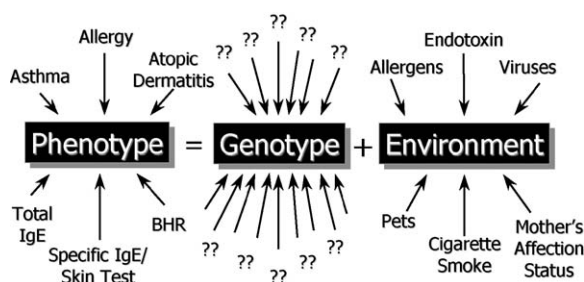 Allergy
Asthma
Atopic
Dermatitis
Phenotype
Total
IgE
Specific IgE/
Skin Test
BHR
=
??
??
??
??
??
??
Genotype
??
??
??
??
??
??
??
+
Endotoxin
Allergens
Viruses
Environment
Pets
Cigarette
Smoke
Mother's
Affection
Status